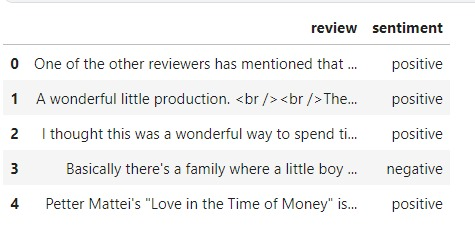 review sentiment
0 One of the other reviewers has mentioned that ... positive
1 A wonderful little production. <br /><br />The... positive
2 I thought this was a wonderful way to spend ti... positive
3 Basically there's a family where a little boy ... negative
4 Petter Mattei's "Love in the Time of Money" is... positive